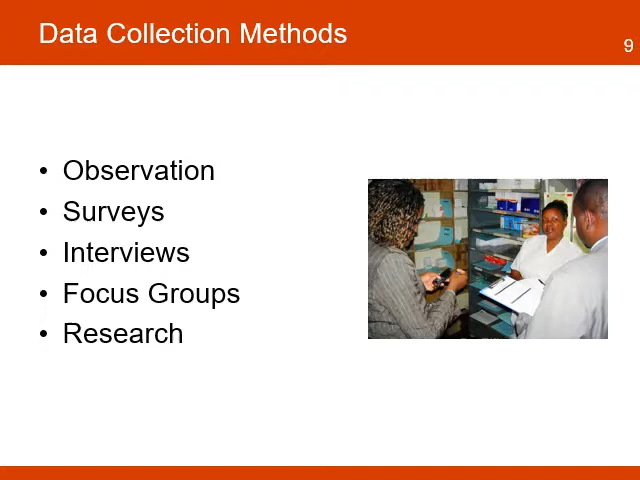 Data Collection Methods
9
• Observation
• Surveys
• Interviews
• Focus Groups
• Research